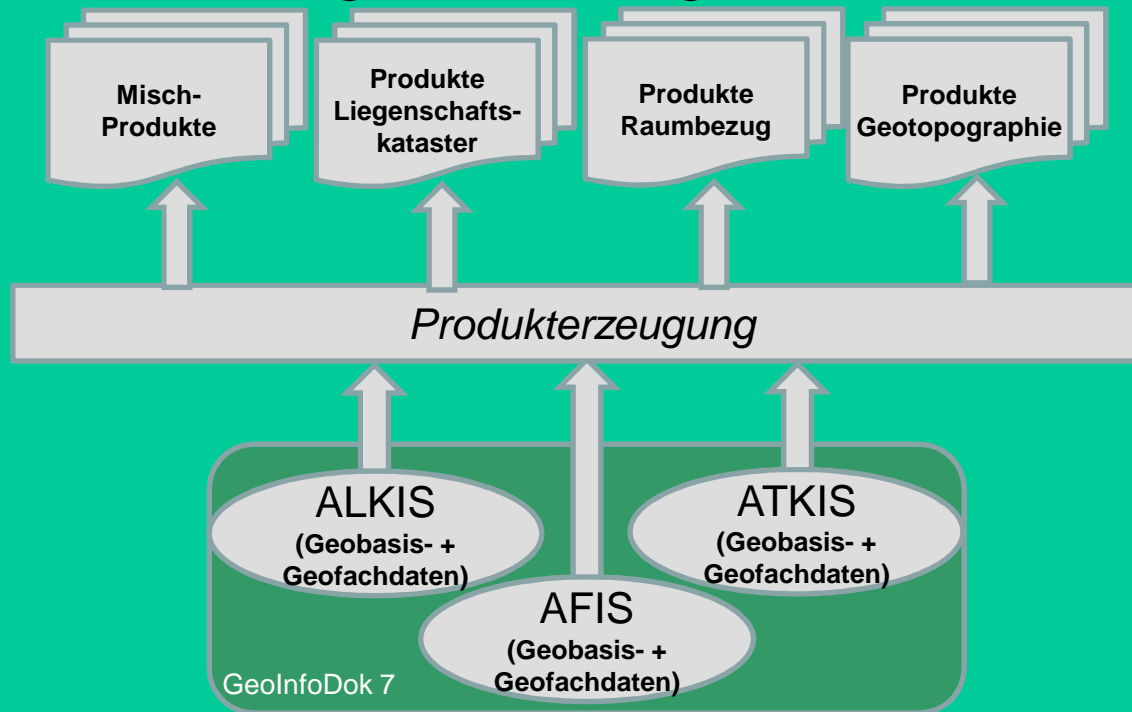 Misch-
Produkte
Produkte
Liegenschafts-
kataster
Produkte
Raumbezug
Produkte
Geotopographie
Produkterzeugung
ALKIS
(Geobasis- +
Geofachdaten)
ATKIS
(Geobasis- +
Geofachdaten)
AFIS
(Geobasis- +
Geofachdaten)
GeoInfoDok 7